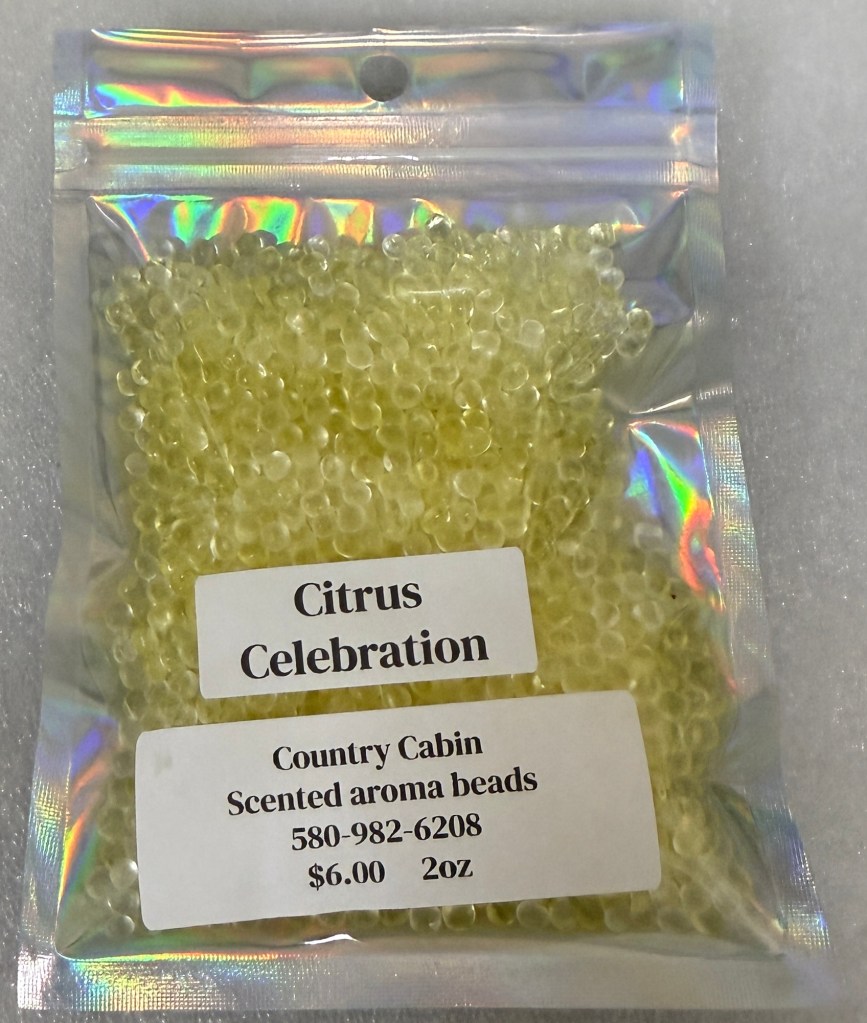 Citrus
Celebration
Country Cabin
Scented aroma beads
580-982-6208
$6.00 2oz